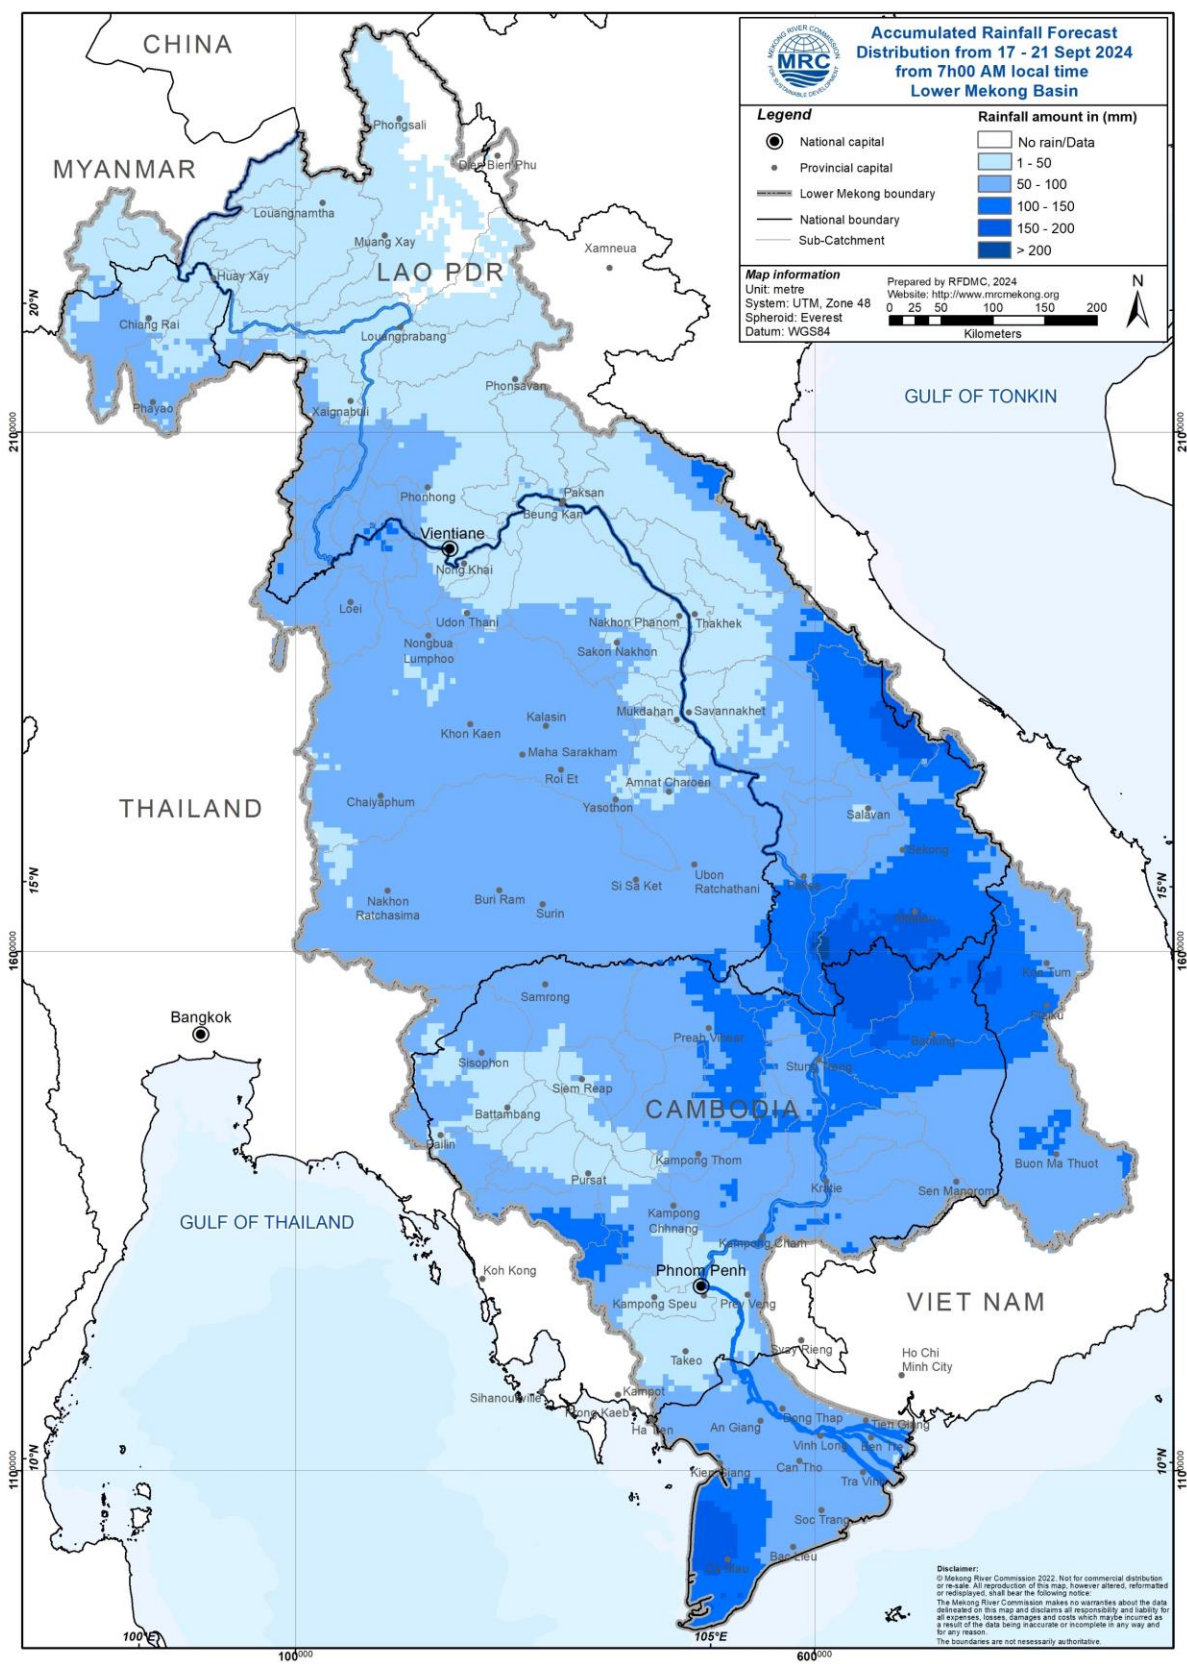 Accumulated Rainfall Forecast
Distribution from 17 - 21 Sept 2024
from 7h00 AM local time
Lower Mekong Basin
MEKONG RIVER COMMISSION
MRC
FOR SUSTAINABLE DEVELOPMENT
Legend
National capital
Provincial capital
Lower Mekong boundary
National boundary
Sub-Catchment
Rainfall amount in (mm)
No rain/Data
1 - 50
50 - 100
100 - 150
150 - 200
> 200
Map information
Unit: metre
System: UTM, Zone 48
Spheroid: Everest
Datum: WGS84
Prepared by RFDMC, 2024
Website: http://www.mrcmekong.org
0 25 50 100 150 200
Kilometers
N
CHINA
MYANMAR
Phongsali
Dien Bien Phu
Louangnamtha
Muang Xay
Xamneua
LAO PDR
Huay Xay
20°N
Chiang Rai
Louangprabang
Phonsavan
Phayao
Xaignabuli
GULF OF TONKIN
2100000
2100000
Phonhong
Paksan
Beung Kan
Vientiane
Nong Khai
Loei
Udon Thani
Nakhon Phanom
Thakhek
Nongbua
Lumphoo
Sakon Nakhon
Mukdahan
Savannakhet
Kalasin
Khon Kaen
Maha Sarakham
Roi Et
Amnat Charoen
Chaiyaphum
Yasothon
THAILAND
Salavan
Sekong
15°N
15°N
Ubon
Ratchathani
Si Sa Ket
Pakse
Nakhon
Ratchasima
Buri Ram
Surin
1600000
1600000
Kon Tum
Samrong
Bangkok
Pleiku
Preah Vihear
Banlung
Sisophon
Stung Treng
Siem Reap
Battambang
CAMBODIA
Pailin
Kampong Thom
Buon Ma Thuot
Pursat
Kratie
Sen Monorom
Kampong
Chhnang
GULF OF THAILAND
Kampong Cham
Koh Kong
Phnom Penh
Kampong Speu
Prey Veng
VIET NAM
Svay Rieng
Takeo
Ho Chi
Minh City
Sihanoukville
Kampot
Krong Kaeb
Ha Tien
An Giang
Dong Thap
Tien Giang
Vinh Long
Ben Tre
10°N
10°N
1100000
1100000
Kien Giang
Can Tho
Tra Vinh
Soc Trang
Bac Lieu
Ca Mau
100°E
105°E
100000
600000
Disclaimer:
© Mekong River Commission 2022. Not for commercial distribution
or re-sale. All reproduction of this map, however altered, reformatted
or redisplayed, shall bear the following notice:
The Mekong River Commission makes no warranties about the data
delineated on this map and disclaims all responsibility and liability for
all expenses, losses, damages and costs which maybe incurred as
a result of the data being inaccurate or incomplete in any way and
for any reason.
The boundaries are not nesessarily authoritative.